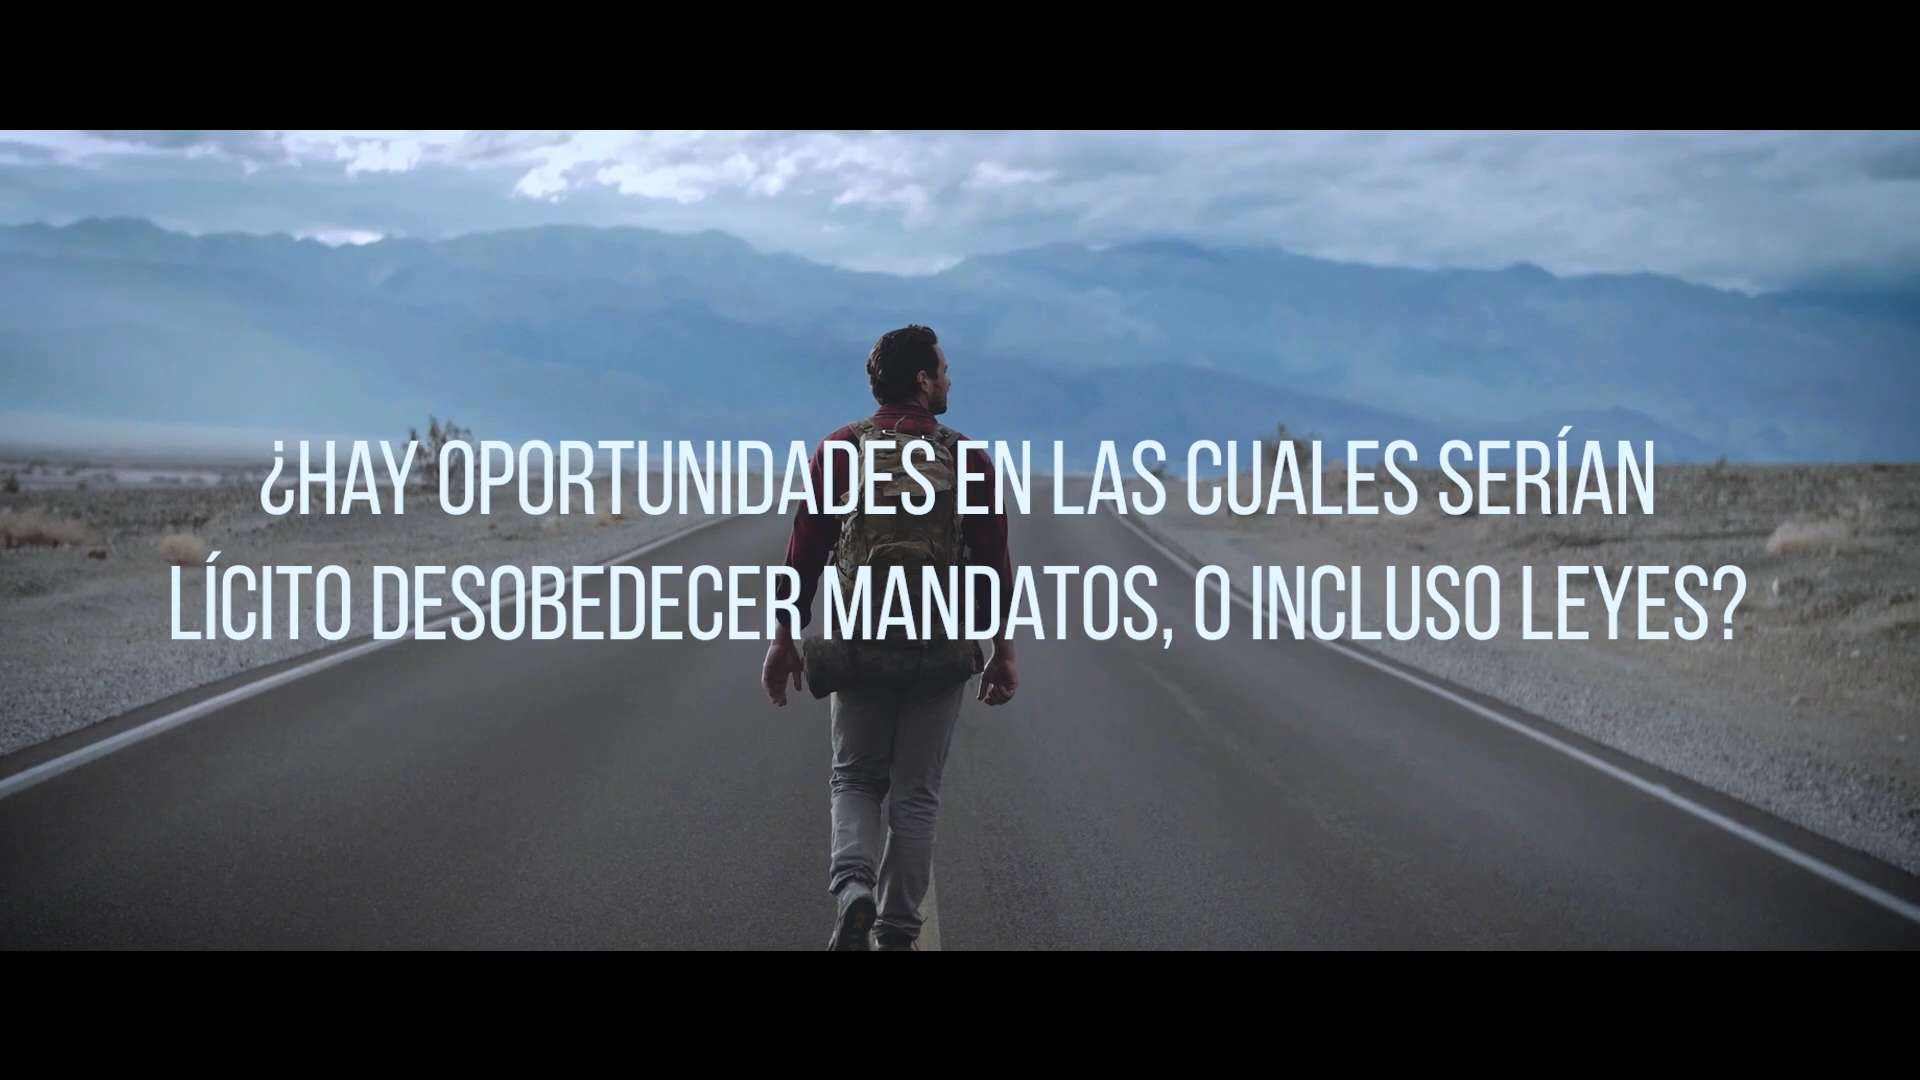 ¿HAY OPORTUNIDADES EN LAS CUALES SERÍAN
LÍCITO DESOBEDECER MANDATOS, O INCLUSO LEYES?